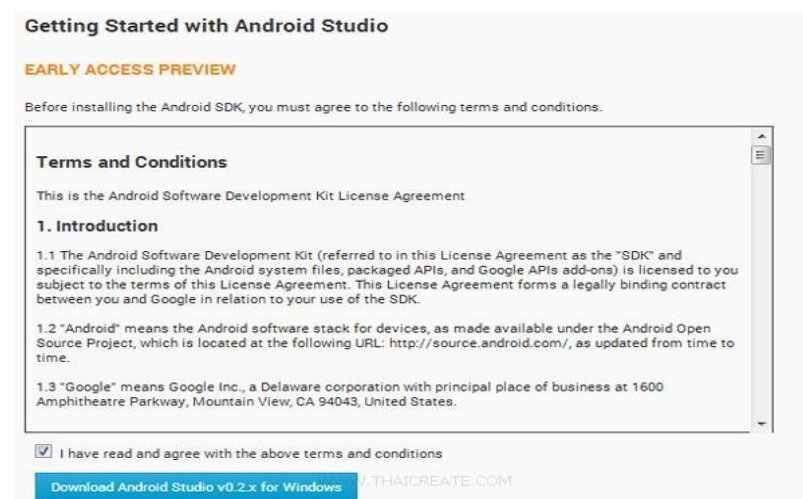 Getting Started with Android Studio
EARLY ACCESS PREVIEW
Before installing the Android SDK, you must agree to the following terms and conditions.
Terms and Conditions
This is the Android Software Development Kit License Agreement
1. Introduction
1.1 The Android Software Development Kit (referred to in this License Agreement as the "SDK" and
specifically including the Android system files, packaged APIs, and Google APIs add-ons) is licensed to you
subject to the terms of this License Agreement. This License Agreement forms a legally binding contract
between you and Google in relation to your use of the SDK.
1.2 "Android" means the Android software stack for devices, as made available under the Android Open
Source Project, which is located at the following URL: http://source.android.com/, as updated from time to
time.
1.3 "Google" means Google Inc., a Delaware corporation with principal place of business at 1600
Amphitheatre Parkway, Mountain View, CA 94043, United States.
I have read and agree with the above terms and conditions
Download Android Studio v0.2.x for Windows
.THAICREATE.COM